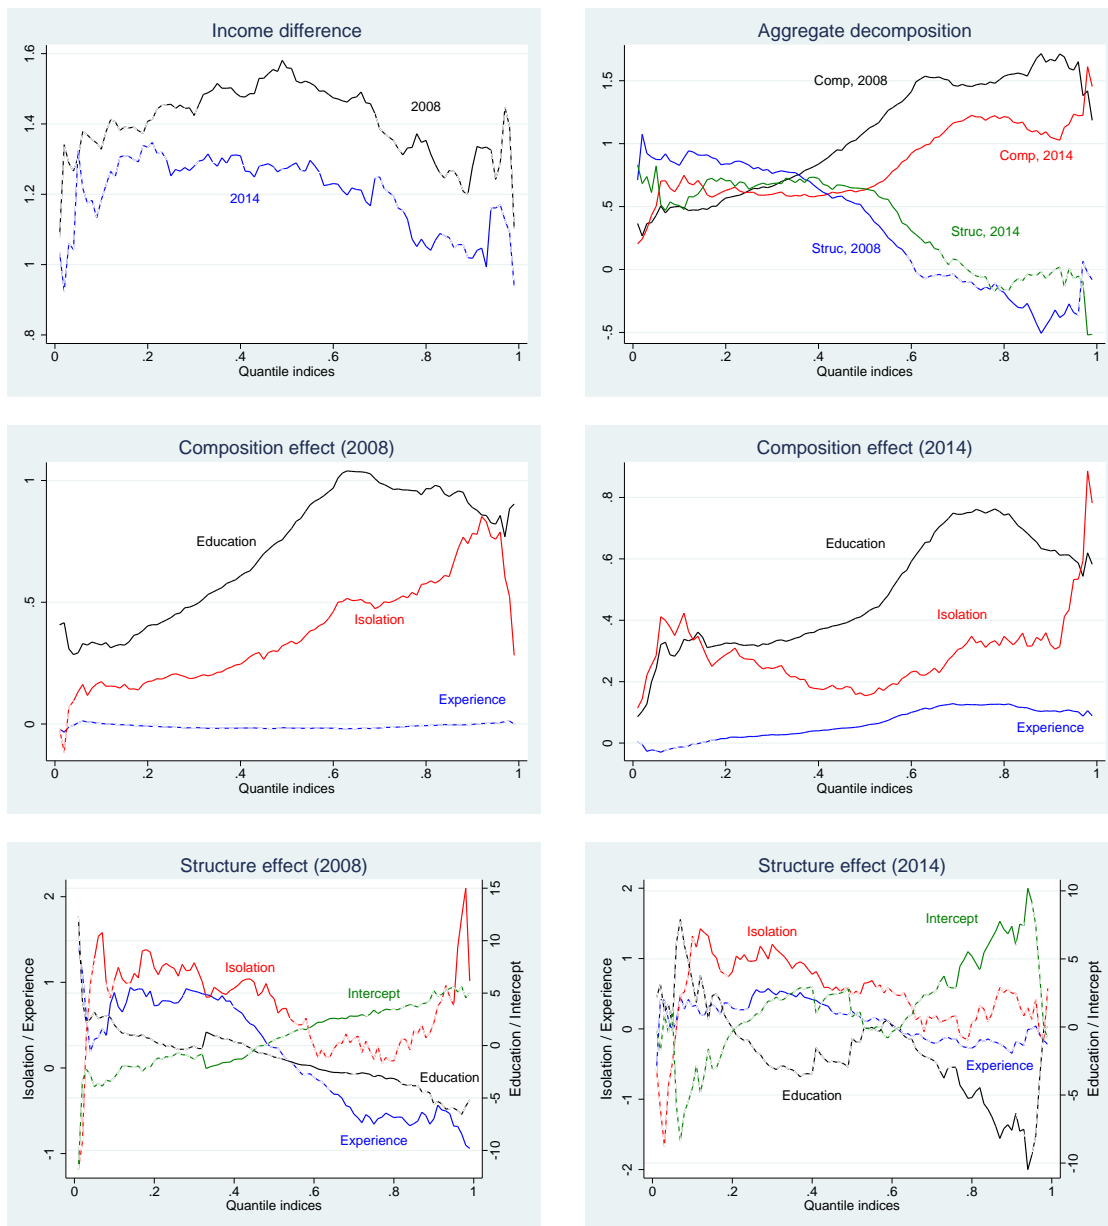 Income difference
1.6
1.4
1.2
1
.8
2008
2014
0
.2
.4
.6
.8
1
Quantile indices
Aggregate decomposition
1.5
1
.5
0
-.5
Comp, 2008
Comp, 2014
Struc, 2014
Struc, 2008
0
.2
.4
.6
.8
1
Quantile indices
Composition effect (2008)
1
.5
0
Education
Isolation
Experience
0
.2
.4
.6
.8
1
Quantile indices
Composition effect (2014)
.8
.6
.4
.2
0
Education
Isolation
Experience
0
.2
.4
.6
.8
1
Quantile indices
Structure effect (2008)
Isolation / Experience
2
1
0
-1
Isolation
Intercept
Education
Experience
15
10
5
0
-5
-10
Education / Intercept
0
.2
.4
.6
.8
1
Quantile indices
Structure effect (2014)
Isolation / Experience
2
1
0
-1
-2
Intercept
Isolation
Experience
Education
10
5
0
-5
-10
Education / Intercept
0
.2
.4
.6
.8
1
Quantile indices